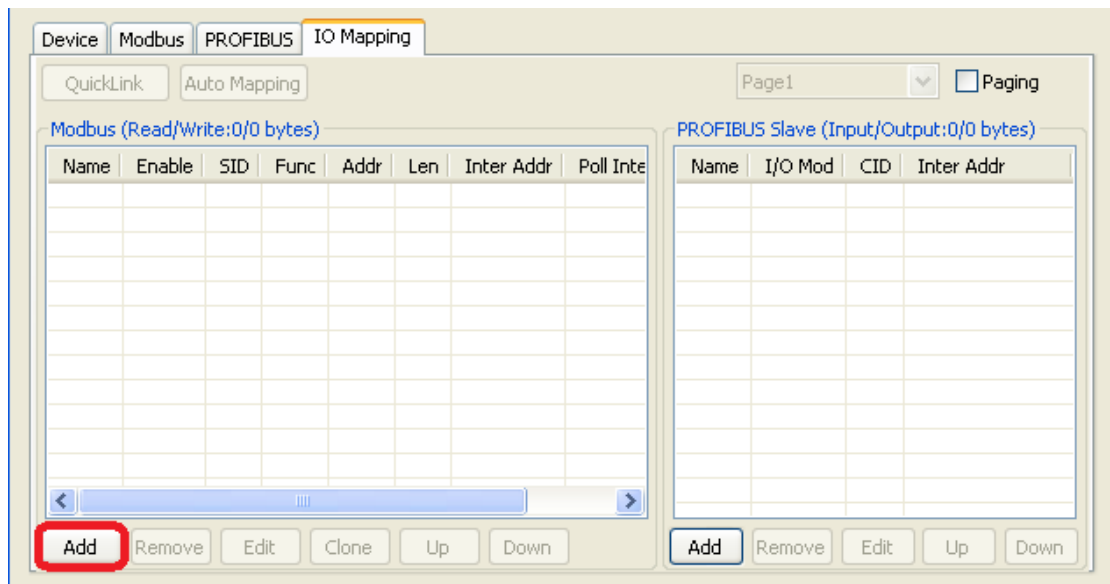 Device Modbus PROFIBUS IO Mapping
QuickLink Auto Mapping Page1 Paging
Modbus (Read/Write:0/0 bytes) PROFIBUS Slave (Input/Output:0/0 bytes)
Name Enable SID Func Addr Len Inter Addr Poll Inte Name I/O Mod CID Inter Addr
Add Remove Edit Clone Up Down Add Remove Edit Up Down